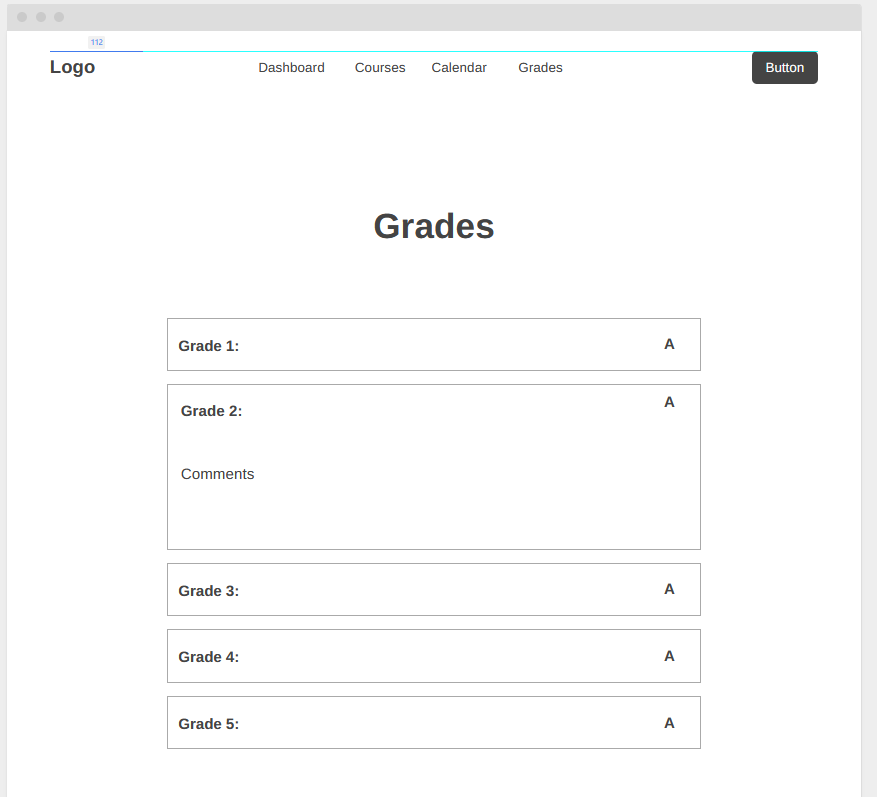 112
Logo Dashboard Courses Calendar Grades Button
Grades
Grade 1: A
Grade 2: A
Comments
Grade 3: A
Grade 4: A
Grade 5: A